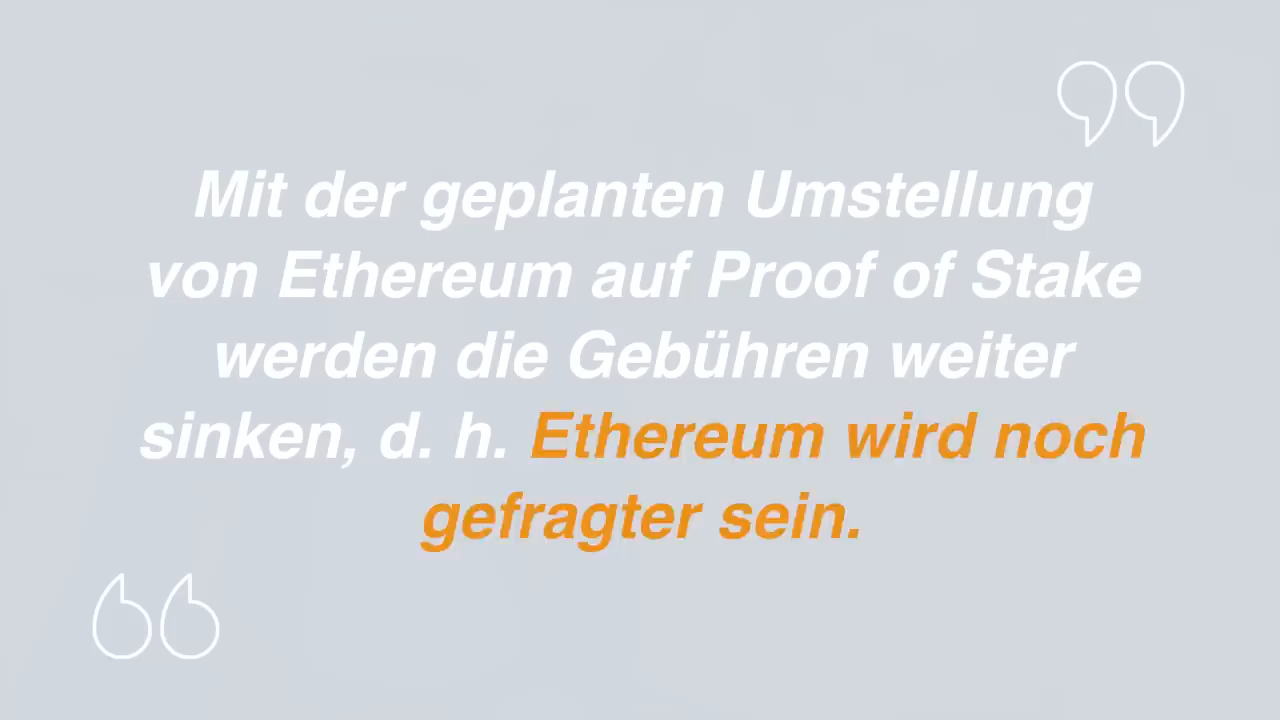 Mit der geplanten Umstellung
von Ethereum auf Proof of Stake
werden die Gebühren weiter
sinken, d. h. Ethereum wird noch
gefragter sein.